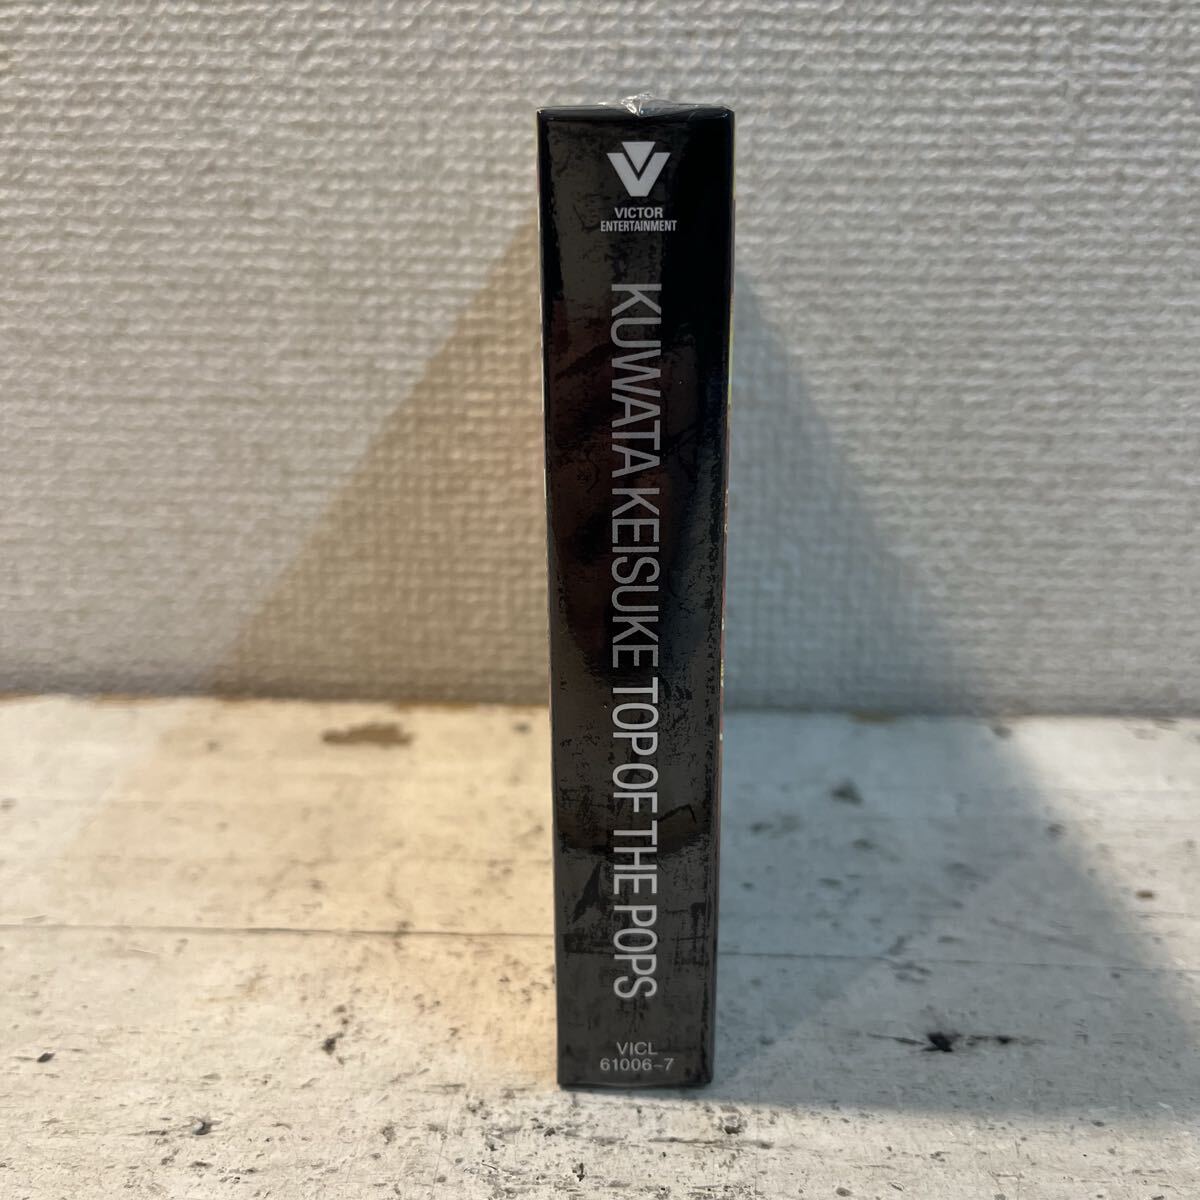 VICTOR
ENTERTAINMENT
KUWATA KEISUKE TOP OF THE POPS
VICL
61006-7